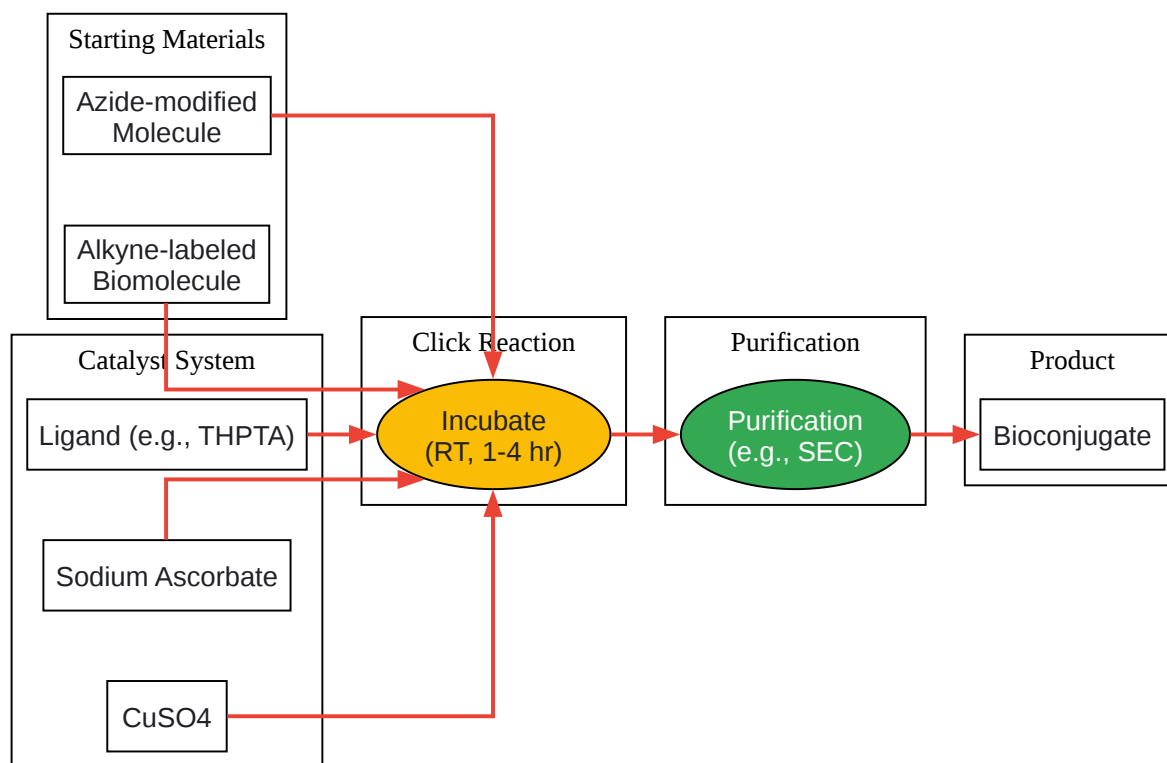 Starting Materials
Azide-modified
Molecule
Alkyne-labeled
Biomolecule
Catalyst System
Ligand (e.g., THPTA)
Sodium Ascorbate
CuSO4
Click Reaction
Incubate
(RT, 1-4 hr)
Purification
Purification
(e.g., SEC)
Product
Bioconjugate